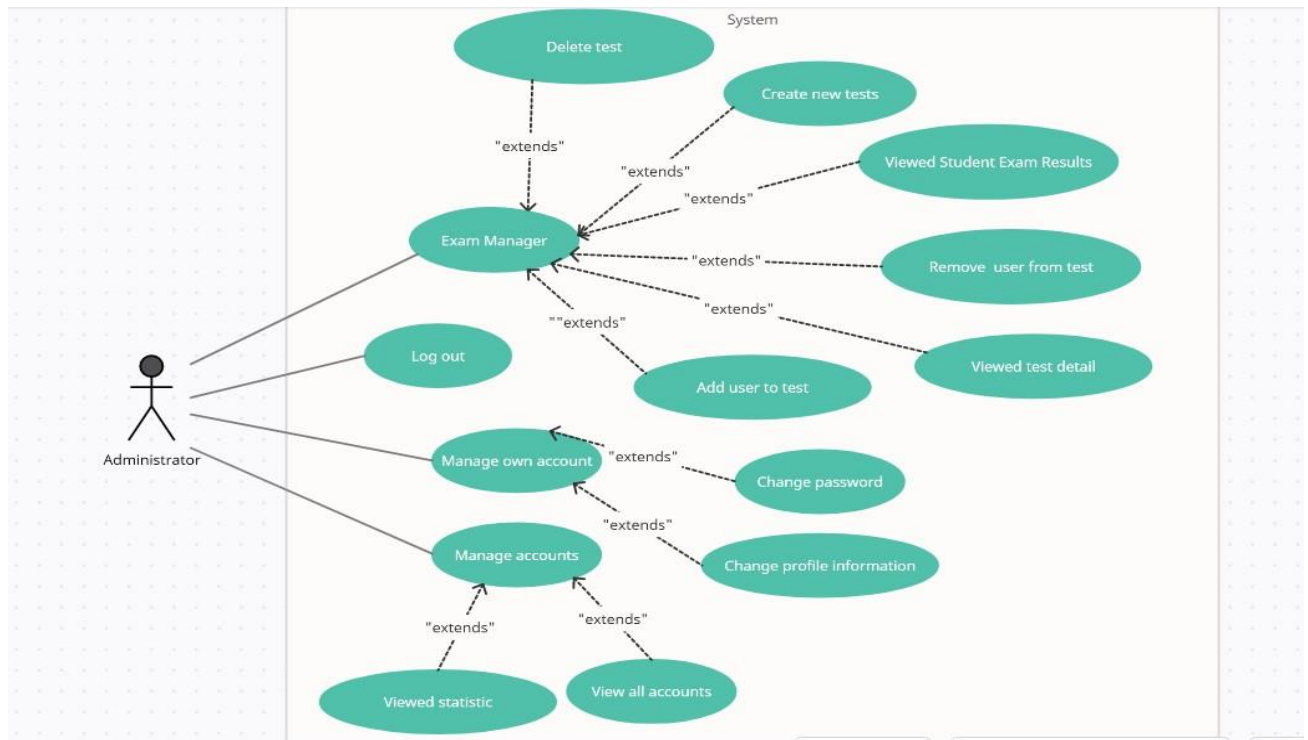 System
Delete test
Create new tests
"extends"
Viewed Student Exam Results
"extends"
"extends"
Exam Manager
"extends"
Remove  user from test
"extends"
""extends"
Log out
Viewed test detail
Add user to test
Administrator
Manage own account
"extends"
Change password
"extends"
Manage accounts
Change profile information
"extends"
"extends"
Viewed statistic
View all accounts